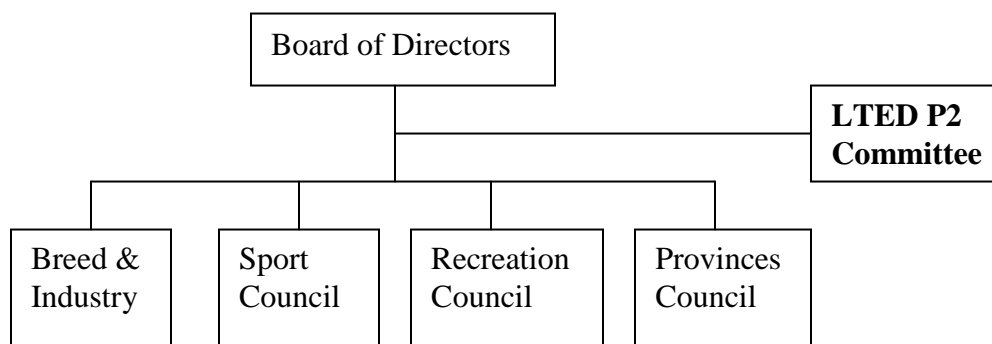 Board of Directors
LTED P2
Committee
Breed &
Industry
Sport
Council
Recreation
Council
Provinces
Council